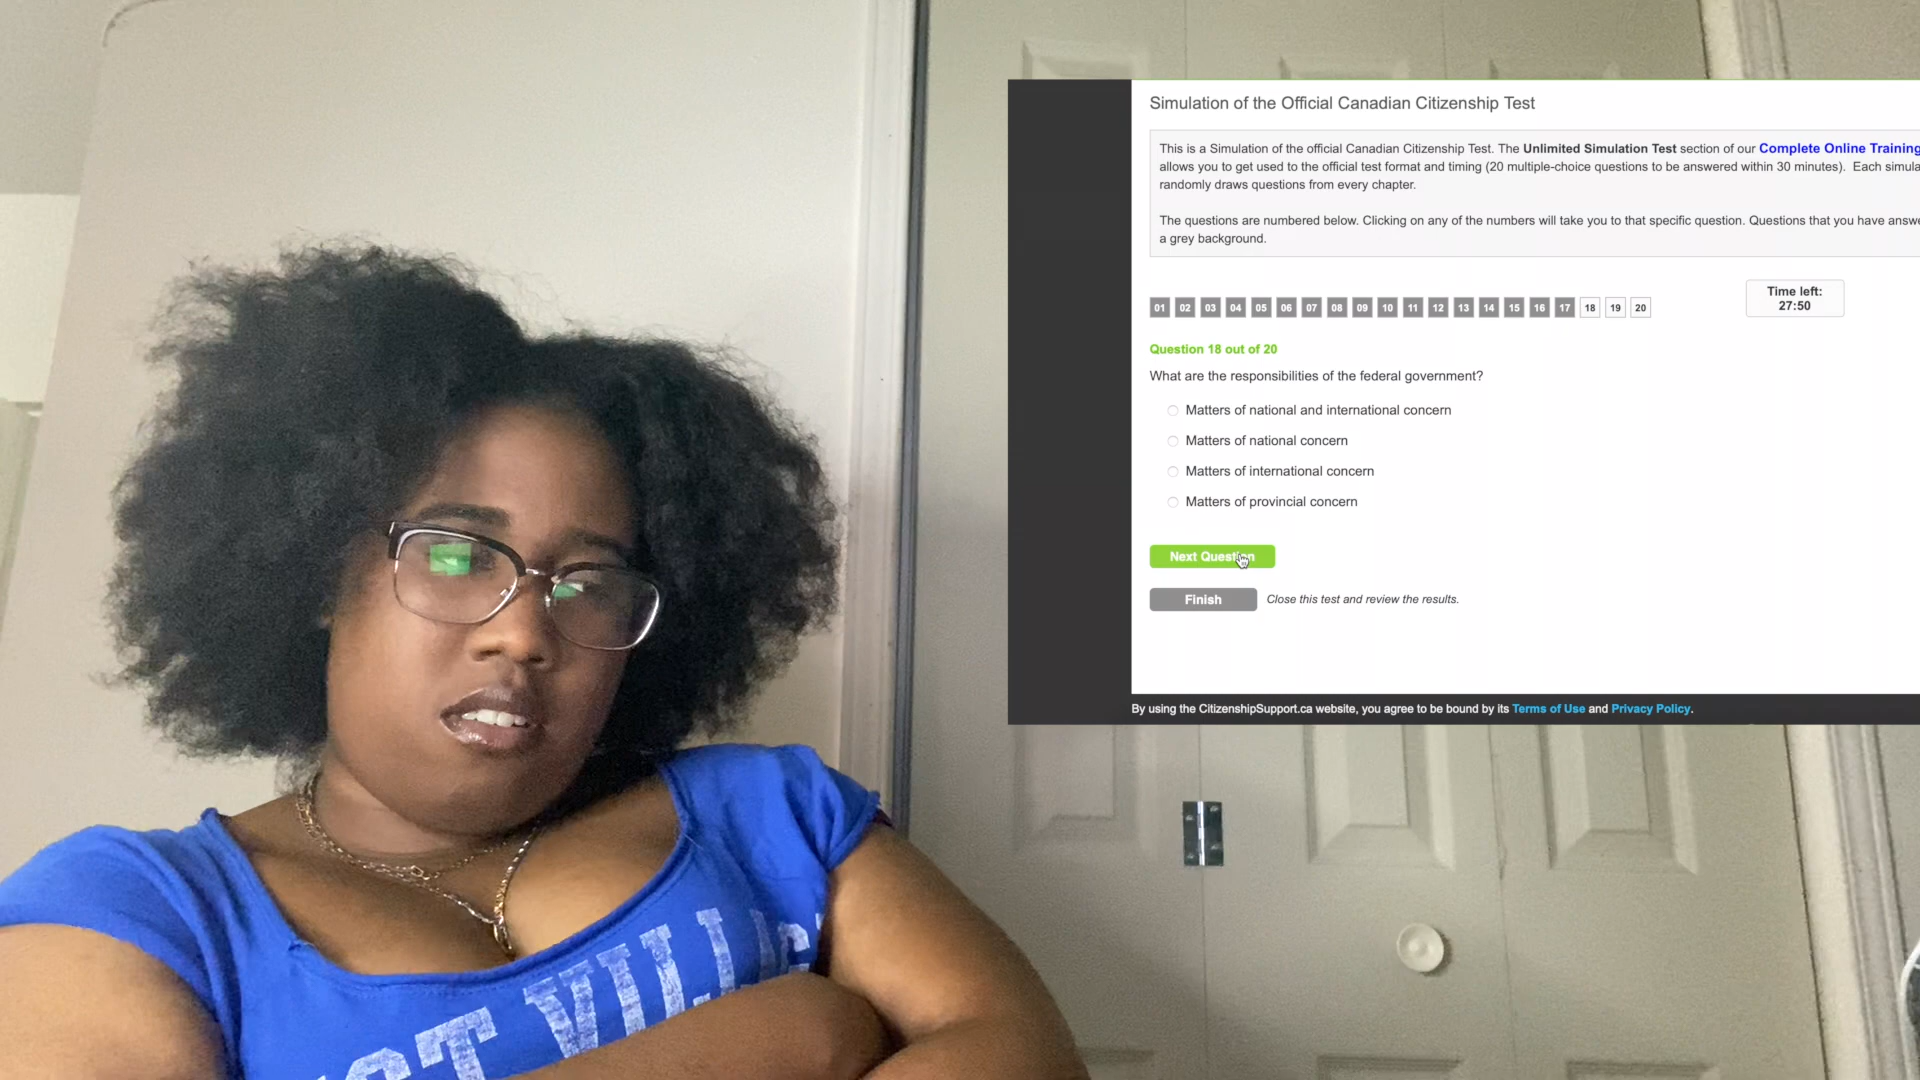 Simulation of the Official Canadian Citizenship Test
This is a Simulation of the official Canadian Citizenship Test. The Unlimited Simulation Test section of our Complete Online Training
allows you to get used to the official test format and timing (20 multiple-choice questions to be answered within 30 minutes). Each simula
randomly draws questions from every chapter.
The questions are numbered below. Clicking on any of the numbers will take you to that specific question. Questions that you have answe
a grey background.
Time left:
27:50
01 02 03 04 05 06 07 08 09 10 11 12 13 14 15 16 17 18 19 20
Question 18 out of 20
What are the responsibilities of the federal government?
Matters of national and international concern
Matters of national concern
Matters of international concern
Matters of provincial concern
Next Question
Finish Close this test and review the results.
By using the CitizenshipSupport.ca website, you agree to be bound by its Terms of Use and Privacy Policy.